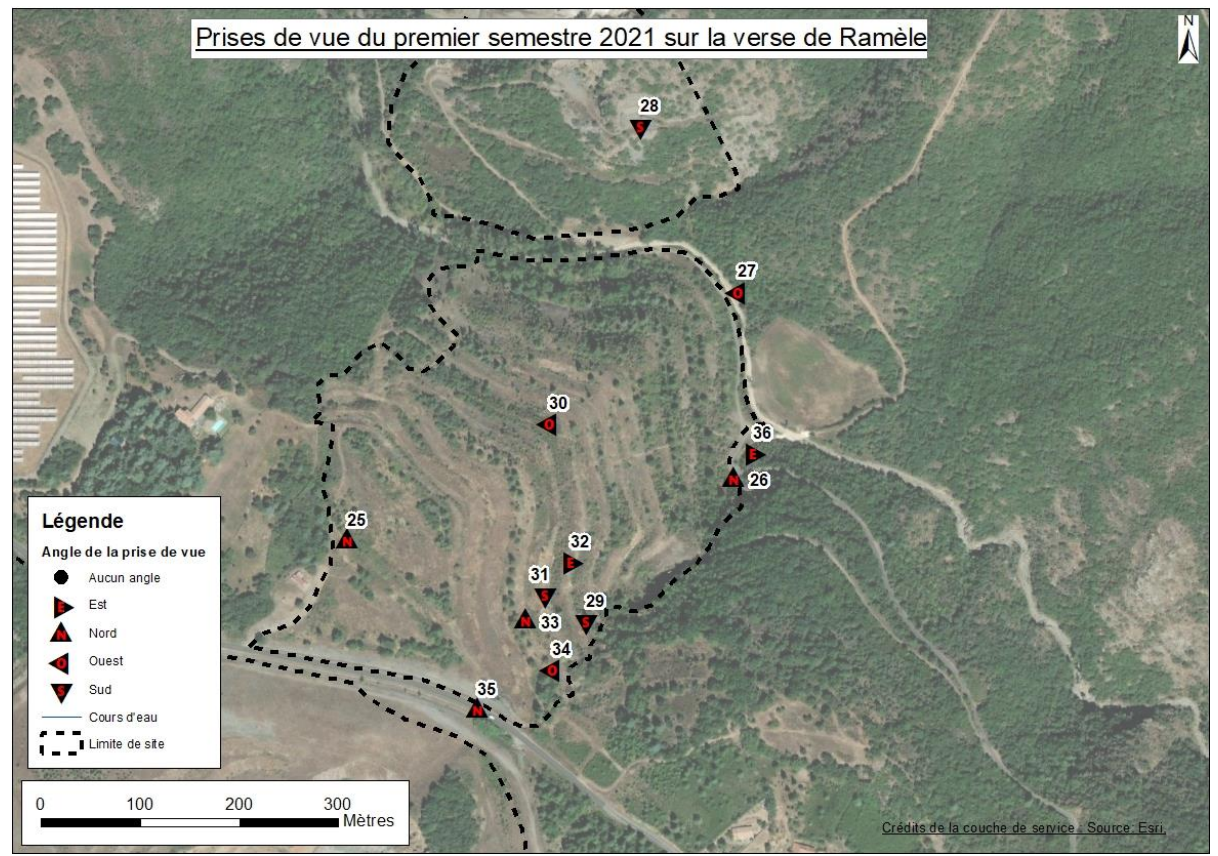 Prises de vue du premier semestre 2021 sur la verse de Ramèle
N
28
S
27
O
30
O
36
E
N
26
25
N
32
E
31
S
29
S
N
33
34
O
35
N
Légende
Angle de la prise de vue
Aucun angle
E Est
N Nord
O Ouest
S Sud
Cours d'eau
Limite de site
0 100 200 300
Mètres
Crédits de la couche de service : Source: Esri,